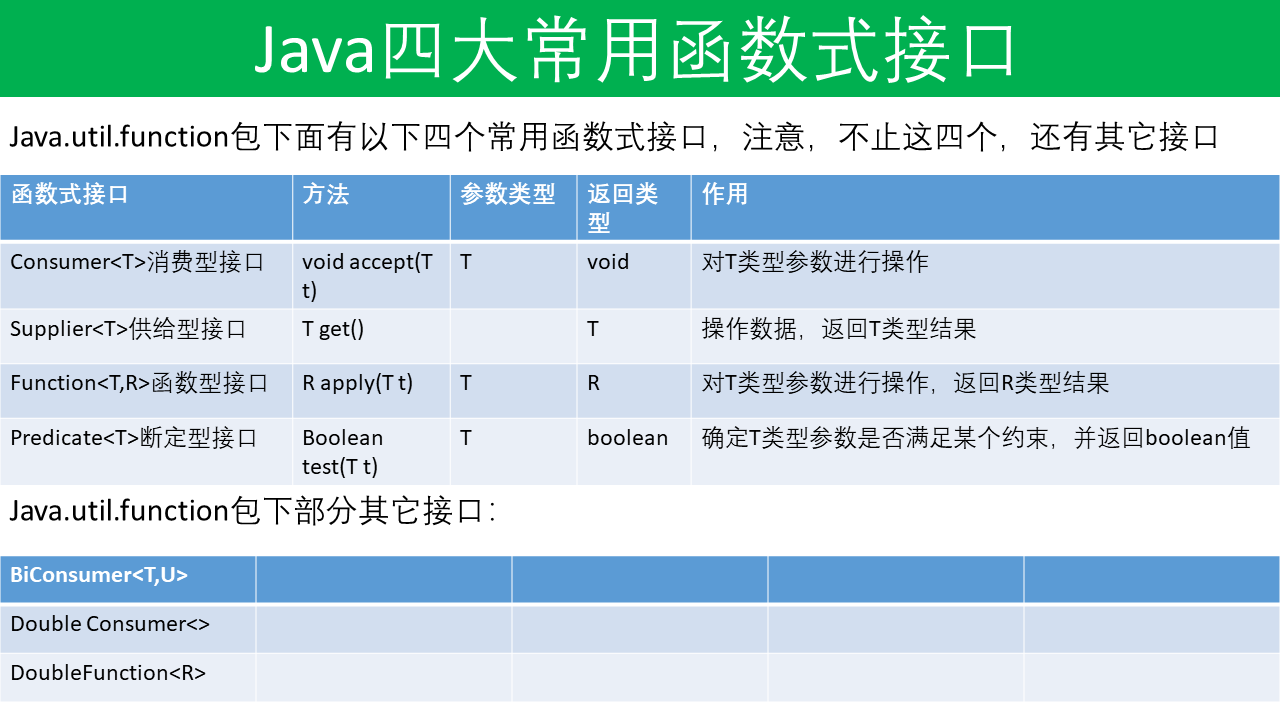 Java四大常用函数式接口
Java.util.function包下面有以下四个常用函数式接口，注意，不止这四个，还有其它接口
函数式接口 方法 参数类型 返回类
型 作用
Consumer<T>消费型接口 void accept(T
t) T void 对T类型参数进行操作
Supplier<T>供给型接口 T get() T 操作数据，返回T类型结果
Function<T,R>函数型接口 R apply(T t) T R 对T类型参数进行操作，返回R类型结果
Predicate<T>断定型接口 Boolean
test(T t) T boolean 确定T类型参数是否满足某个约束，并返回boolean值
Java.util.function包下部分其它接口：
BiConsumer<T,U>
Double Consumer<>
DoubleFunction<R>